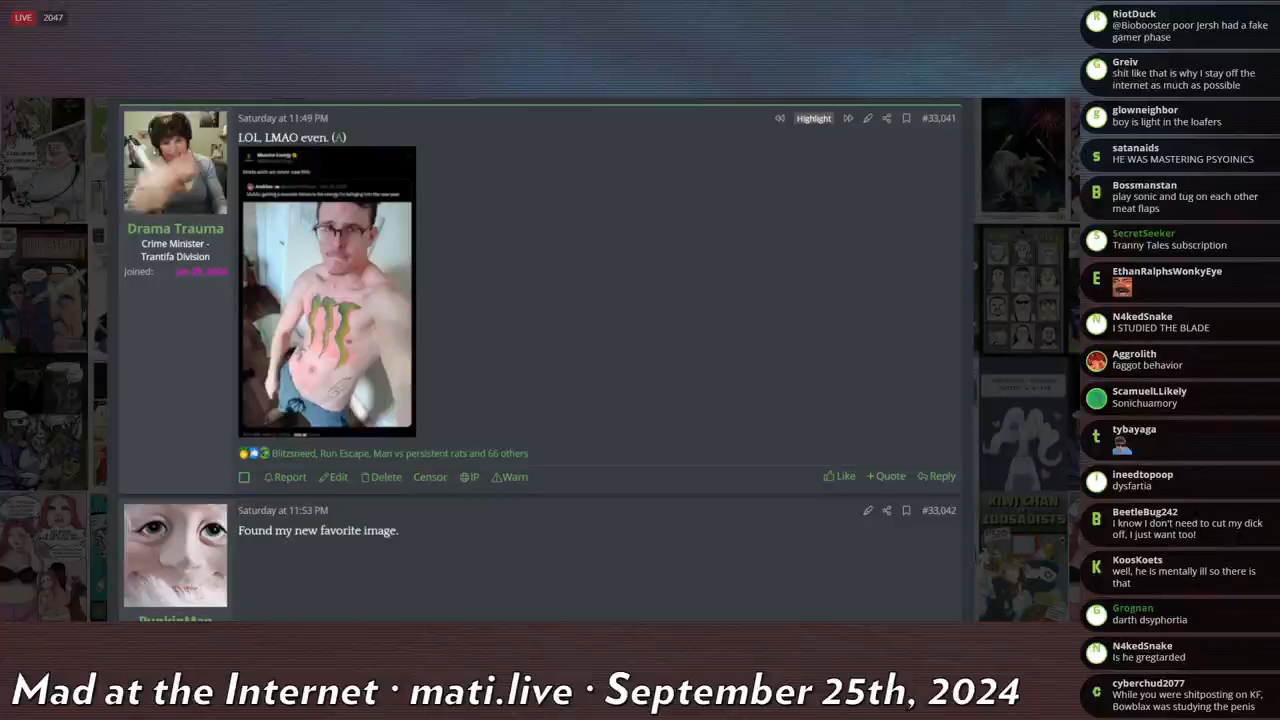 LIVE 2047
Saturday at 11:49 PM
Highlight
#33,041
LOL, LMAO even. (A)
Monster Energy
Drama Trauma
Crime Minister -
Trantifa Division
Joined:
Blitzsneed, Run Escape, Man vs persistent rats and 66 others
Report Edit Delete Censor IP Warn
Like +Quote Reply
Saturday at 11:53 PM
#33,042
Found my new favorite image.
KIWI CHAN
ZOOSADISTS
RiotDuck
@Biobooster poor Jersh had a fake
gamer phase
Greiv
shit like that is why I stay off the
internet as much as possible
glowneighbor
boy is light in the loafers
satanaids
HE WAS MASTERING PSYOINICS
Bossmanstan
play sonic and tug on each other
meat flaps
SecretSeeker
Tranny Tales subscription
EthanRalphsWonkyEye
N4kedSnake
I STUDIED THE BLADE
Aggrolith
faggot behavior
ScamuelLLikely
Sonichuamory
tybayaga
ineedtopoop
dysfartia
BeetleBug242
I know I don't need to cut my dick
off, I just want too!
KoosKoets
well, he is mentally ill so there is
that
Grognan
darth dsyphortia
N4kedSnake
Is he gregtarded
cyberchud2077
While you were shitposting on KF,
Bowblax was studying the penis
Mad at the Internet · mati.live · September 25th, 2024